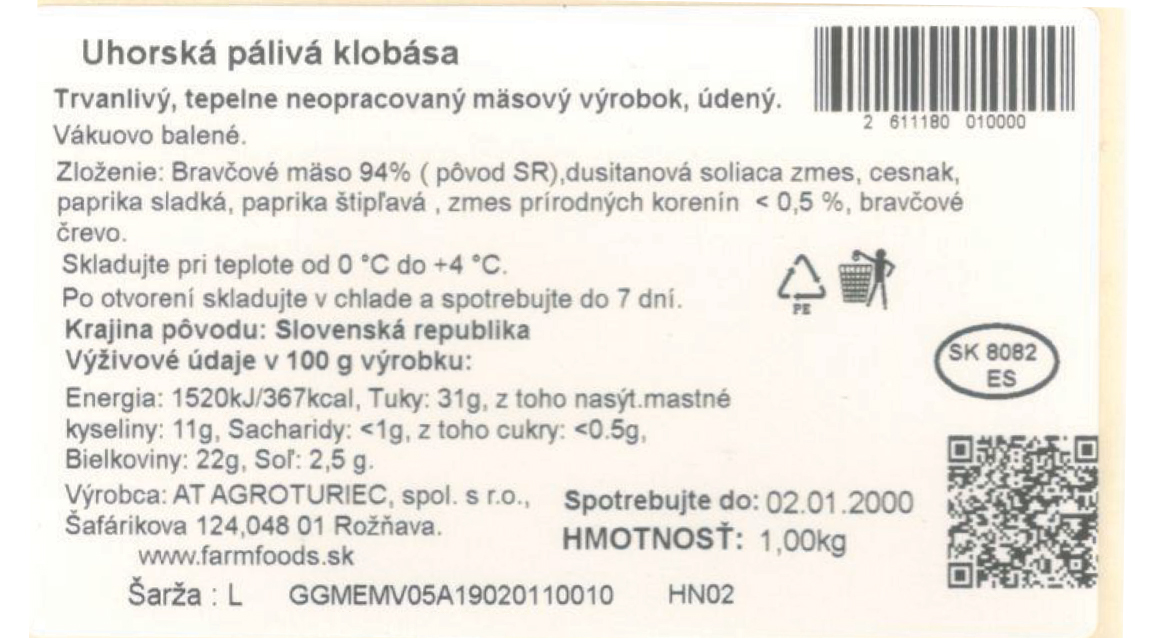 Uhorská pálivá klobása
Trvanlivý, tepelne neopracovaný mäsový výrobok, údený.
2 611180 010000
Vákuovo balené.
Zloženie: Bravčové mäso 94% ( pôvod SR),dusitanová soliaca zmes, cesnak,
paprika sladká, paprika štipľavá , zmes prírodných korenín < 0,5 %, bravčové
črevo.
Skladujte pri teplote od 0 °C do +4 °C.
Po otvorení skladujte v chlade a spotrebujte do 7 dní.
PE
Krajina pôvodu: Slovenská republika
Výživové údaje v 100 g výrobku:
SK 8082
ES
Energia: 1520kJ/367kcal, Tuky: 31g, z toho nasýt.mastné
kyseliny: 11g, Sacharidy: <1g, z toho cukry: <0.5g,
Bielkoviny: 22g, Soľ: 2,5 g.
Výrobca: AT AGROTURIEC, spol. s r.o.,
Šafárikova 124,048 01 Rožňava.
www.farmfoods.sk
Spotrebujte do: 02.01.2000
HMOTNOSŤ: 1,00kg
Šarža : L GGMEMV05A19020110010 HN02